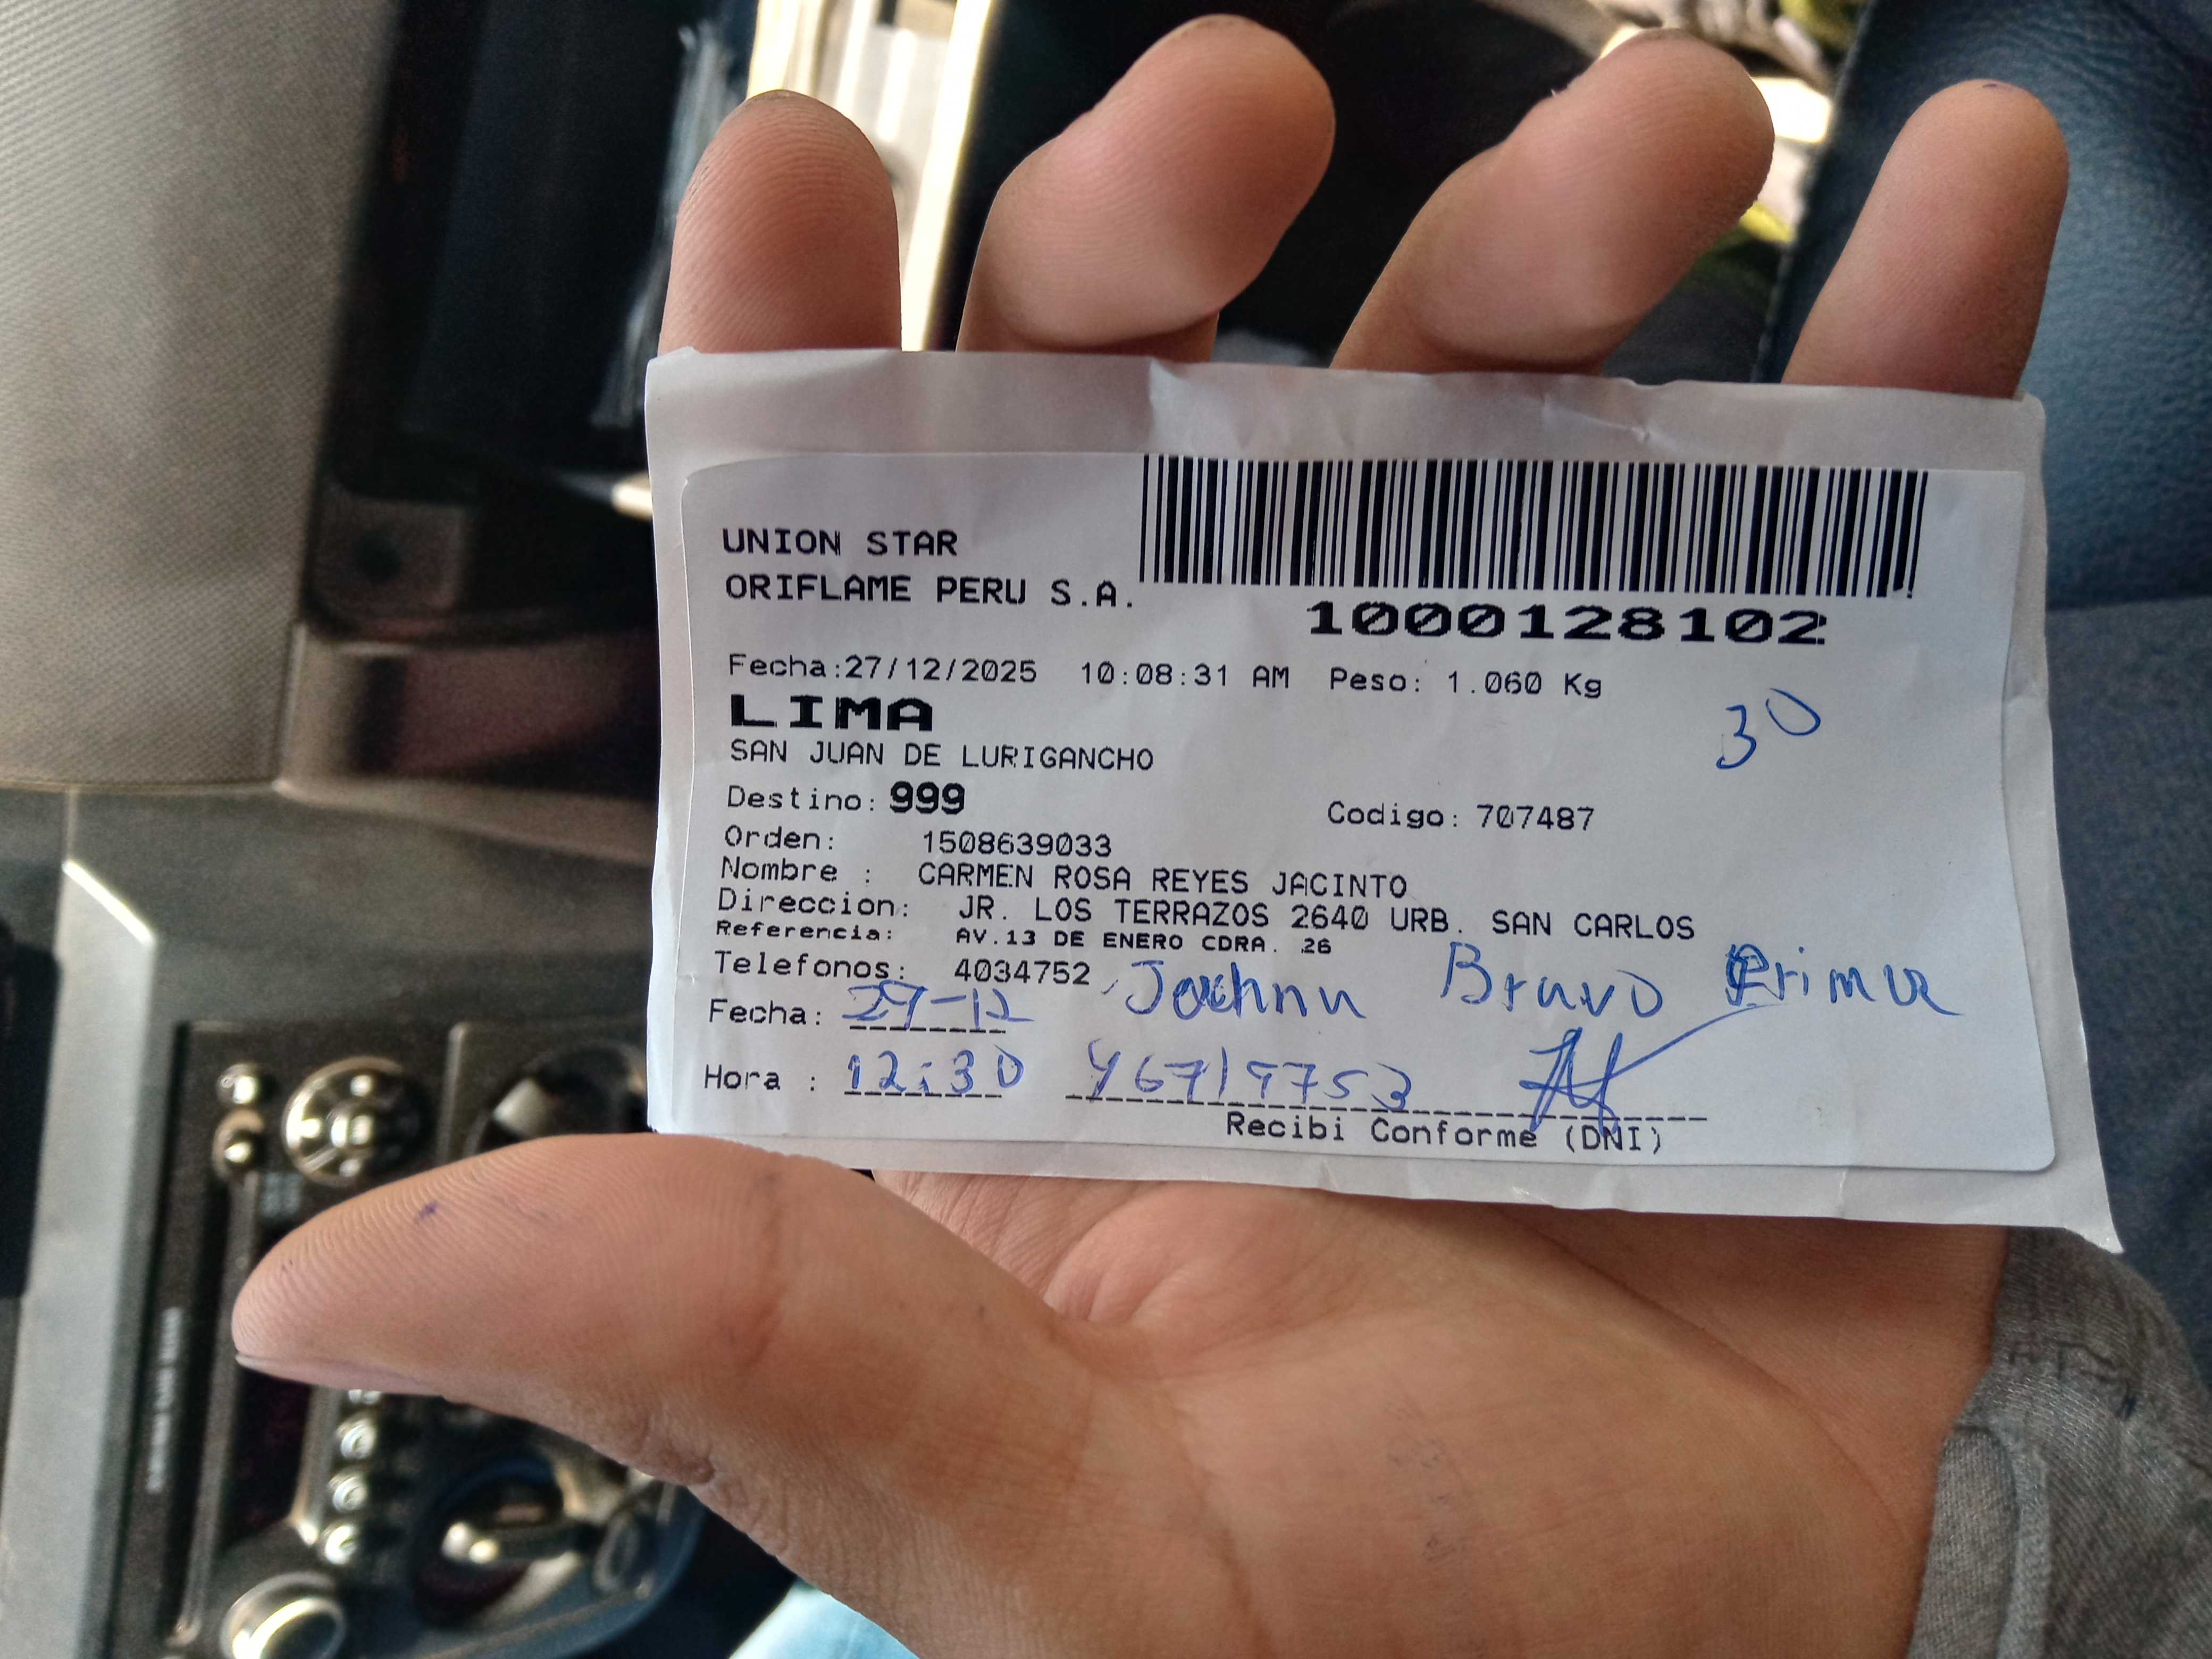 UNION STAR
ORIFLAME PERU S.A.
1000128102
Fecha:27/12/2025 10:08:31 AM Peso: 1.060 Kg
LIMA
30
SAN JUAN DE LURIGANCHO
Destino: 999 Codigo: 707487
Orden: 1508639033
Nombre : CARMEN ROSA REYES JACINTO
Direccion: JR. LOS TERRAZOS 2640 URB. SAN CARLOS
Referencia: AV.13 DE ENERO CDRA. 26
Telefonos: 4034752 Bravo Prima
Fecha: 29-12
Hora : 12:30 46719753
Recibi Conforme (DNI)